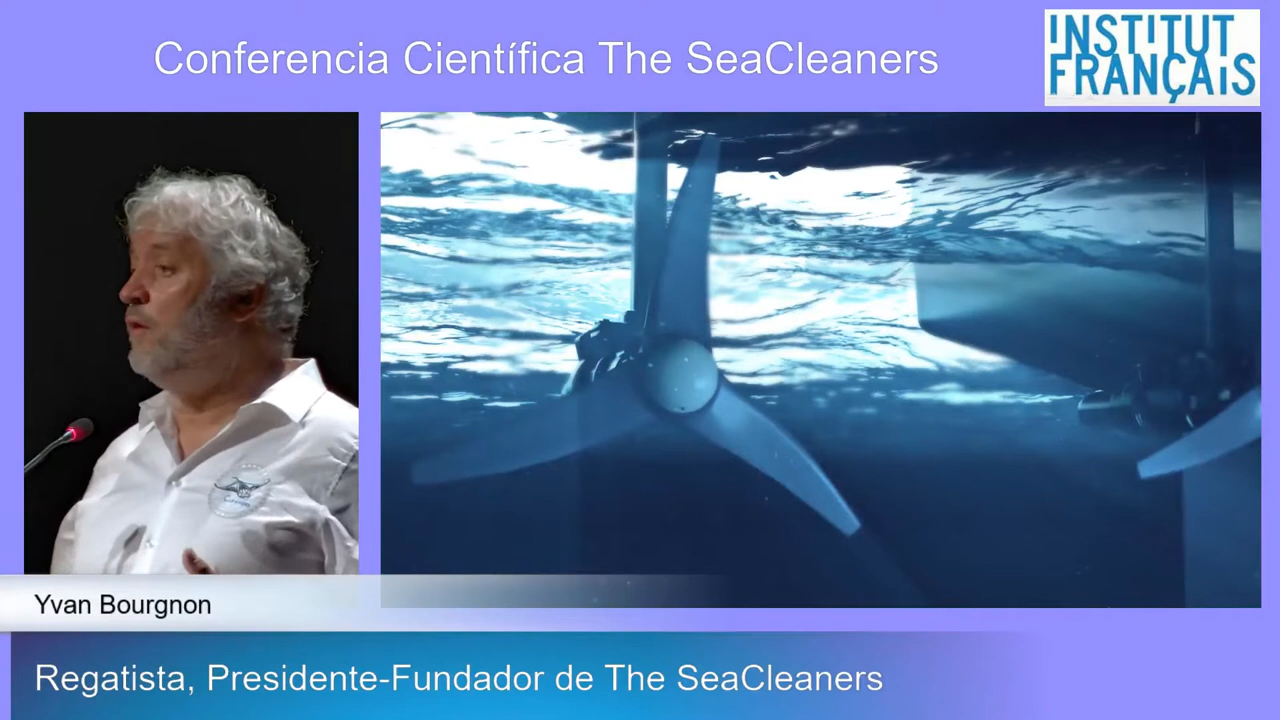 Conferencia Científica The SeaCleaners
INSTITUT
FRANÇAIS
Yvan Bourgnon
Regatista, Presidente-Fundador de The SeaCleaners